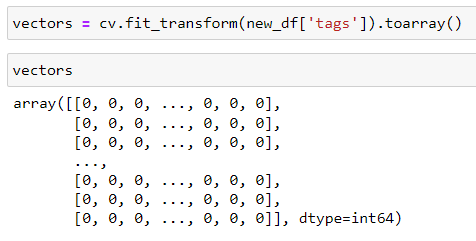 vectors = cv.fit_transform(new_df['tags']).toarray()
vectors
array([[0, 0, 0, ..., 0, 0, 0],
       [0, 0, 0, ..., 0, 0, 0],
       [0, 0, 0, ..., 0, 0, 0],
       ...,
       [0, 0, 0, ..., 0, 0, 0],
       [0, 0, 0, ..., 0, 0, 0],
       [0, 0, 0, ..., 0, 0, 0]], dtype=int64)